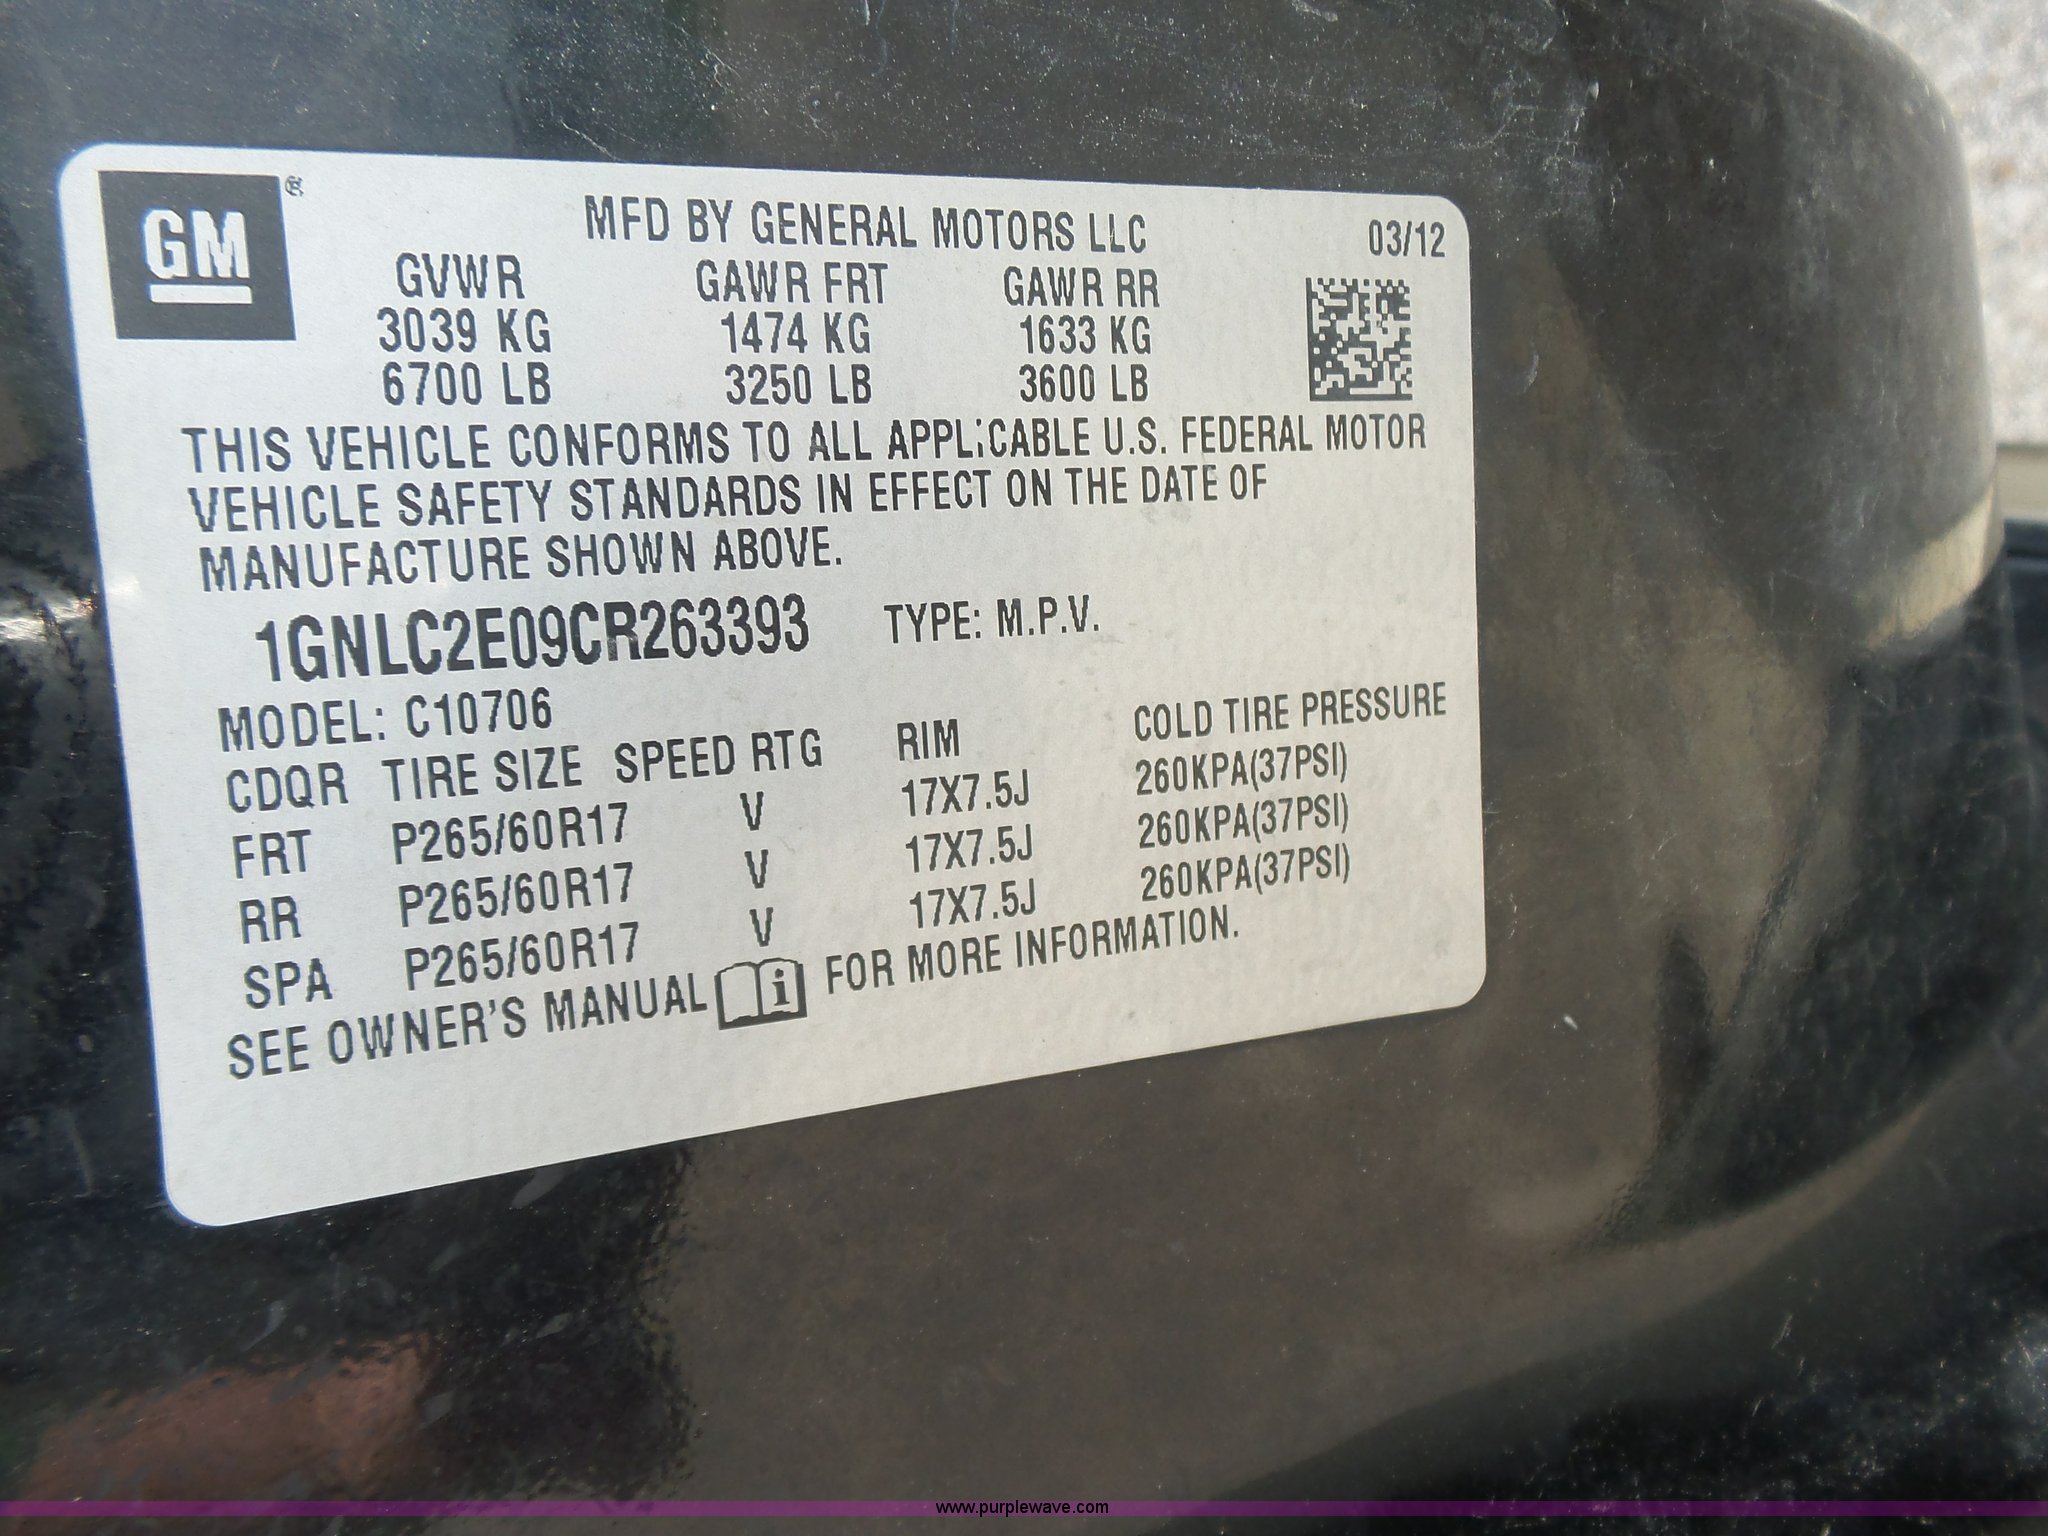 GM ®
MFD BY GENERAL MOTORS LLC 03/12
GVWR GAWR FRT GAWR RR
3039 KG 1474 KG 1633 KG
6700 LB 3250 LB 3600 LB
THIS VEHICLE CONFORMS TO ALL APPLICABLE U.S. FEDERAL MOTOR
VEHICLE SAFETY STANDARDS IN EFFECT ON THE DATE OF
MANUFACTURE SHOWN ABOVE.
1GNLC2E09CR263393 TYPE: M.P.V.
MODEL: C10706
CDQR TIRE SIZE SPEED RTG RIM COLD TIRE PRESSURE
FRT P265/60R17 V 17X7.5J 260KPA(37PSI)
RR P265/60R17 V 17X7.5J 260KPA(37PSI)
SPA P265/60R17 V 17X7.5J 260KPA(37PSI)
SEE OWNER'S MANUAL i FOR MORE INFORMATION.
www.purplewave.com